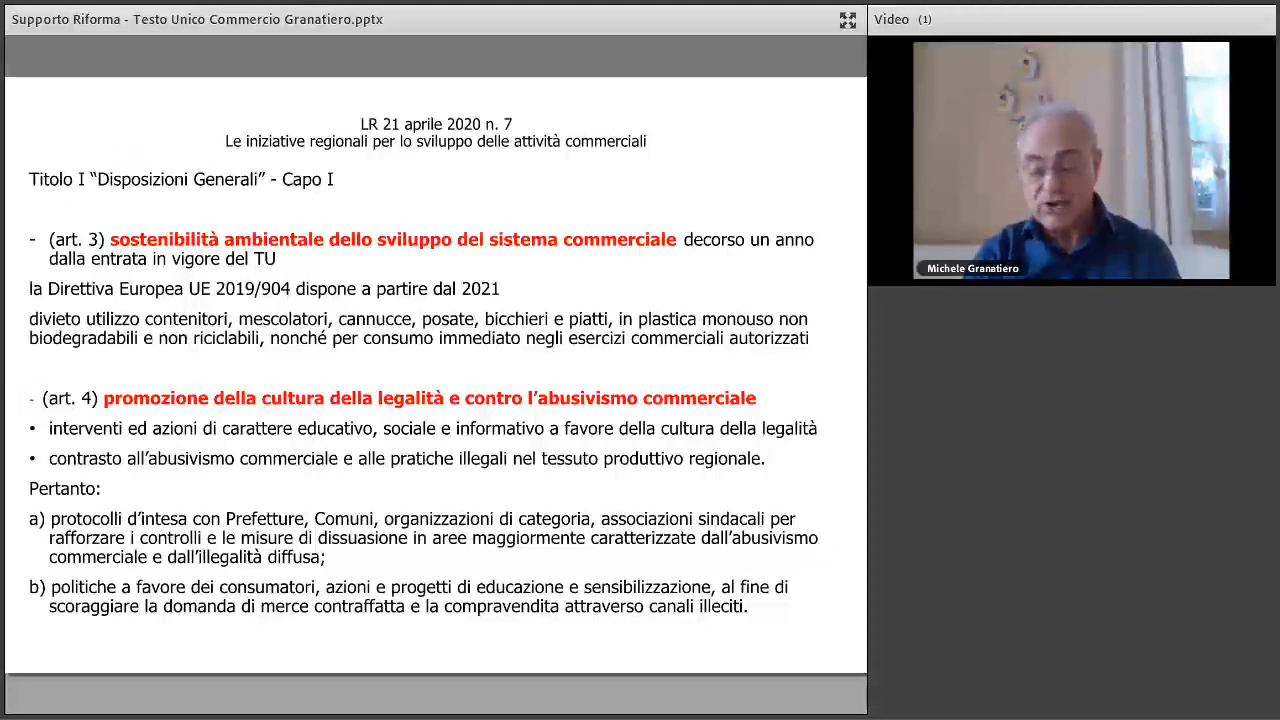 Supporto Riforma - Testo Unico Commercio Granatiero.pptx
Video (1)
LR 21 aprile 2020 n. 7
Le iniziative regionali per lo sviluppo delle attività commerciali
Titolo I “Disposizioni Generali” - Capo I
- (art. 3) sostenibilità ambientale dello sviluppo del sistema commerciale decorso un anno
dalla entrata in vigore del TU
la Direttiva Europea UE 2019/904 dispone a partire dal 2021
divieto utilizzo contenitori, mescolatori, cannucce, posate, bicchieri e piatti, in plastica monouso non
biodegradabili e non riciclabili, nonché per consumo immediato negli esercizi commerciali autorizzati
- (art. 4) promozione della cultura della legalità e contro l’abusivismo commerciale
• interventi ed azioni di carattere educativo, sociale e informativo a favore della cultura della legalità
• contrasto all’abusivismo commerciale e alle pratiche illegali nel tessuto produttivo regionale.
Pertanto:
a) protocolli d’intesa con Prefetture, Comuni, organizzazioni di categoria, associazioni sindacali per
rafforzare i controlli e le misure di dissuasione in aree maggiormente caratterizzate dall’abusivismo
commerciale e dall’illegalità diffusa;
b) politiche a favore dei consumatori, azioni e progetti di educazione e sensibilizzazione, al fine di
scoraggiare la domanda di merce contraffatta e la compravendita attraverso canali illeciti.
Michele Granatiero